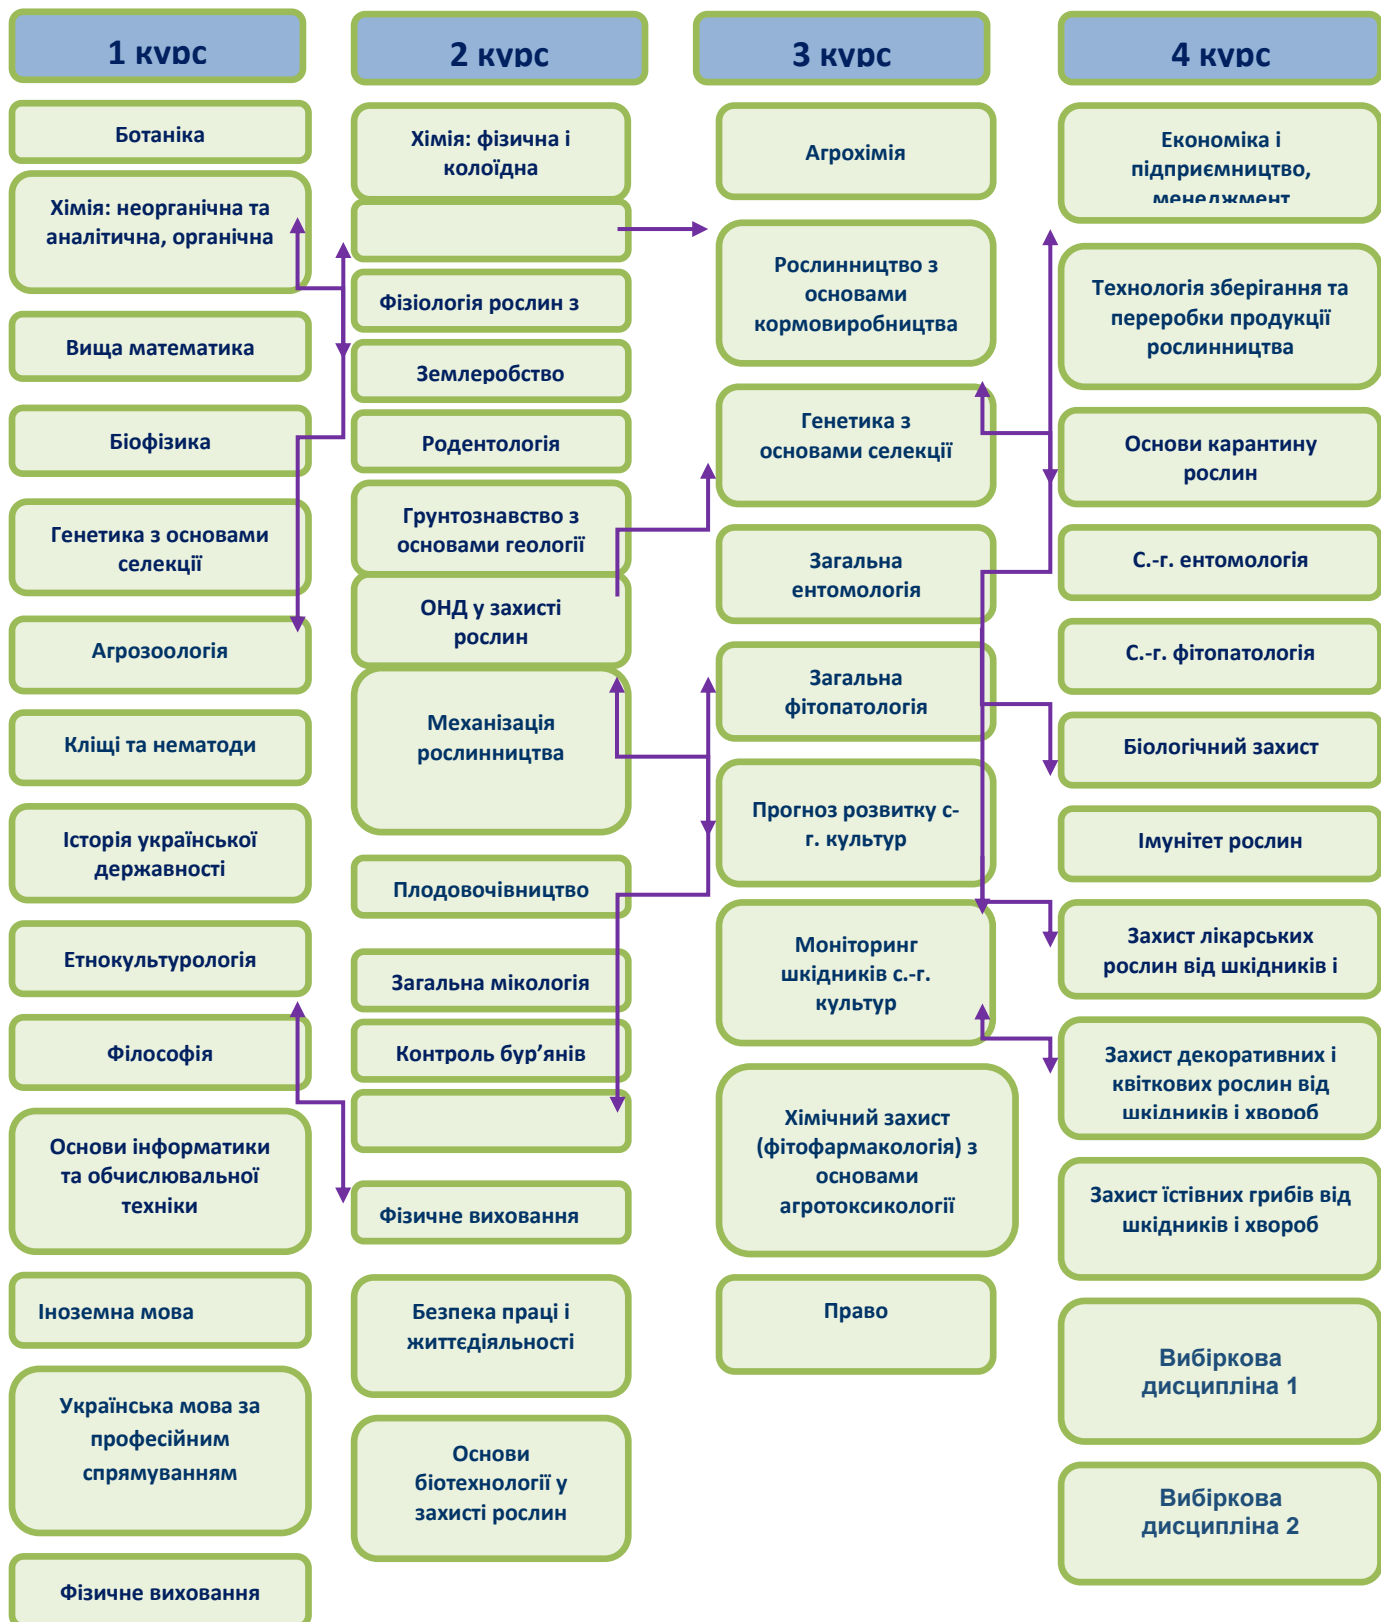 1 курс
2 курс
3 курс
4 курс
Ботаніка
Хімія: неорганічна та
аналітична, органічна
Вища математика
Біофізика
Генетика з основами
селекції
Агрозоологія
Кліщі та нематоди
Історія української
державності
Етнокультурологія
Філософія
Основи інформатики
та обчислювальної
техніки
Іноземна мова
Українська мова за
професійним
спрямуванням
Фізичне виховання
Хімія: фізична і
колоїдна
Фізіологія рослин з
Землеробство
Родентологія
Грунтознавство з
основами геології
ОНД у захисті
рослин
Механізація
рослинництва
Плодовочівництво
Загальна мікологія
Контроль бур’янів
Фізичне виховання
Безпека праці і
життєдіяльності
Основи
біотехнології у
захисті рослин
Агрохімія
Рослинництво з
основами
кормовиробництва
Генетика з
основами селекції
Загальна
ентомологія
Загальна
фітопатологія
Прогноз розвитку с-
г. культур
Моніторинг
шкідників с.-г.
культур
Хімічний захист
(фітофармакологія) з
основами
агротоксикології
Право
Економіка і
підприємництво,
менеджмент
Технологія зберігання та
переробки продукції
рослинництва
Основи карантину
рослин
С.-г. ентомологія
С.-г. фітопатологія
Біологічний захист
Імунітет рослин
Захист лікарських
рослин від шкідників і
Захист декоративних і
квіткових рослин від
шкідників і хвороб
Захист їстівних грибів від
шкідників і хвороб
Вибіркова
дисципліна 1
Вибіркова
дисципліна 2